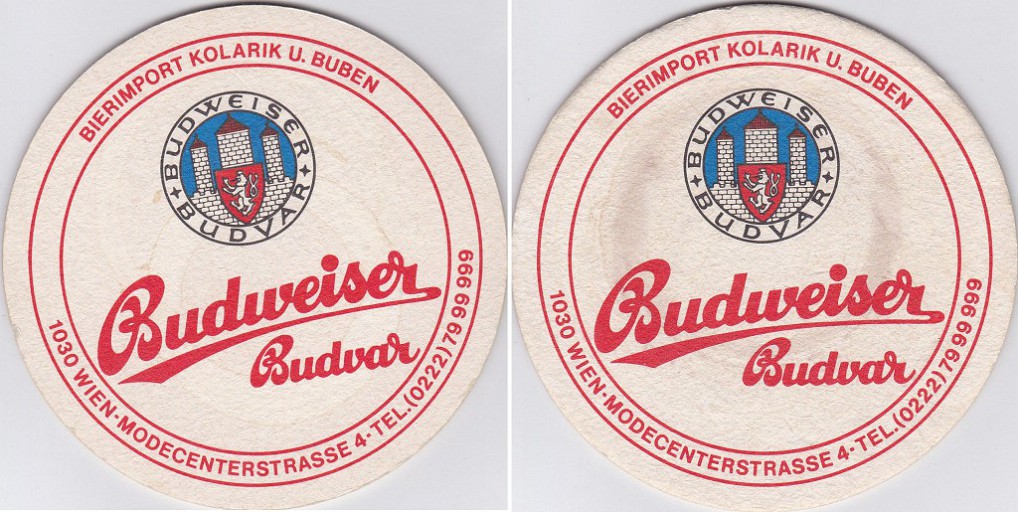 BIERIMPORT KOLARIK U. BUBEN
BUDWEISER
BUDVAR
Budweiser
Budvar
1030 WIEN-MODECENTERSTRASSE 4-TEL.(0222) 79 99 999
BIERIMPORT KOLARIK U. BUBEN
BUDWEISER
BUDVAR
Budweiser
Budvar
1030 WIEN-MODECENTERSTRASSE 4-TEL.(0222) 79 99 999